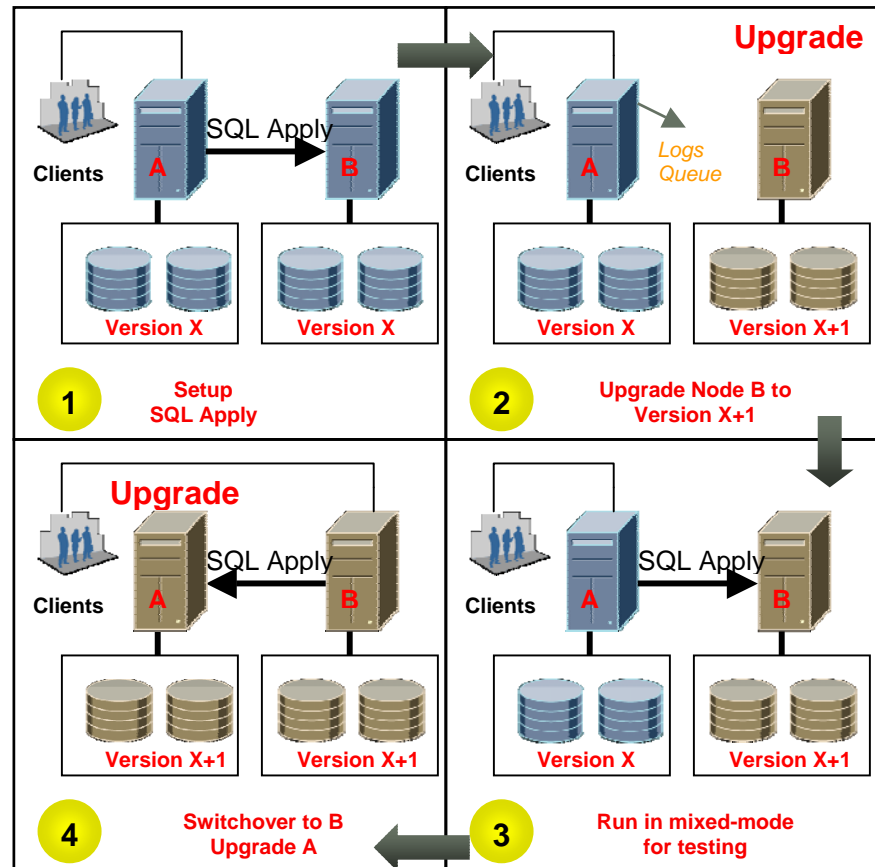 SQL Apply
A
B
Clients
Version X
Version X
1
Setup
SQL Apply
Upgrade
A
B
Logs
Queue
Clients
Version X
Version X+1
2
Upgrade Node B to
Version X+1
SQL Apply
A
B
Clients
Version X
Version X+1
3
Run in mixed-mode
for testing
Upgrade
SQL Apply
A
B
Clients
Version X+1
Version X+1
4
Switchover to B
Upgrade A